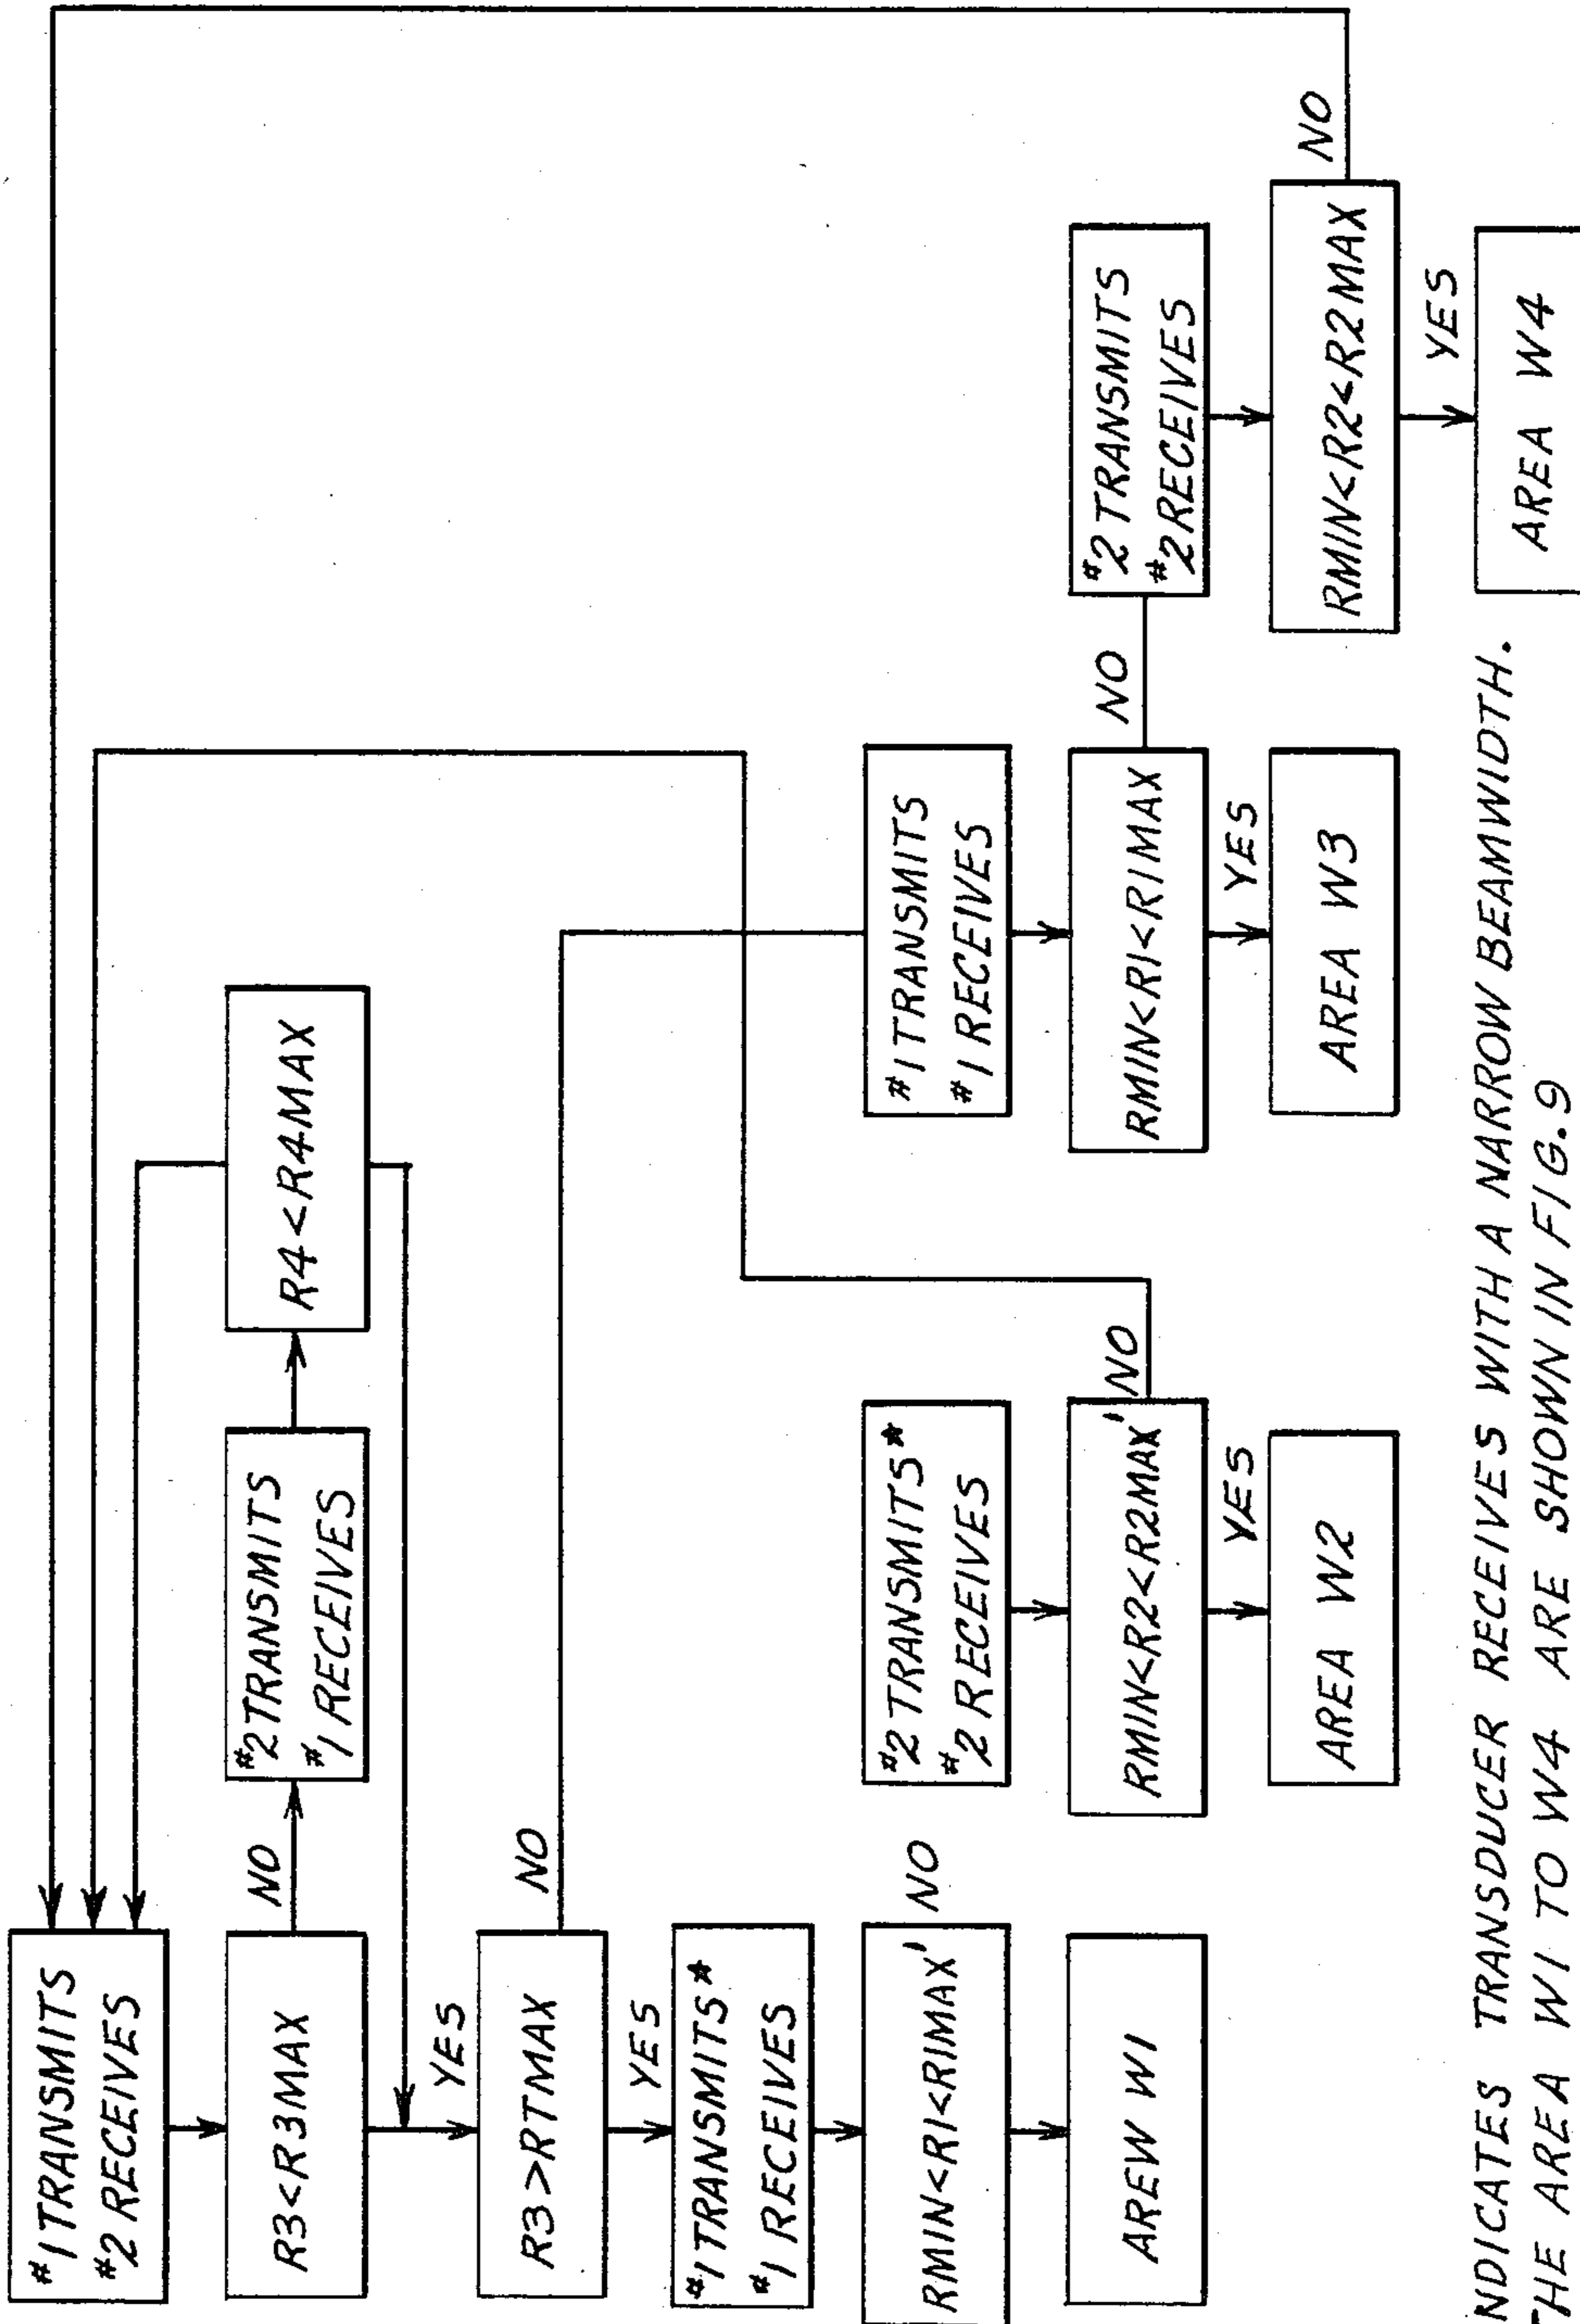 #1 TRANSMITS
#2 RECEIVES
R3<R3MAX
NO
#2 TRANSMITS
#1 RECEIVES
R4<R4MAX
YES
R3>RTMAX
NO
YES
#1 TRANSMITS*
#1 RECEIVES
RMIN<R1<R1MAX'
NO
AREW W1
#2 TRANSMITS*
#2 RECEIVES
RMIN<R2<R2MAX'
NO
YES
AREA W2
#1 TRANSMITS
#1 RECEIVES
RMIN<R1<R1MAX
NO
YES
AREA W3
#2 TRANSMITS
#2 RECEIVES
RMIN<R2<R2MAX
NO
YES
AREA W4
NDICATES TRANSDUCER RECEIVES WITH A NARROW BEAMWIDTH.
THE AREA W1 TO W4 ARE SHOWN IN FIG.9